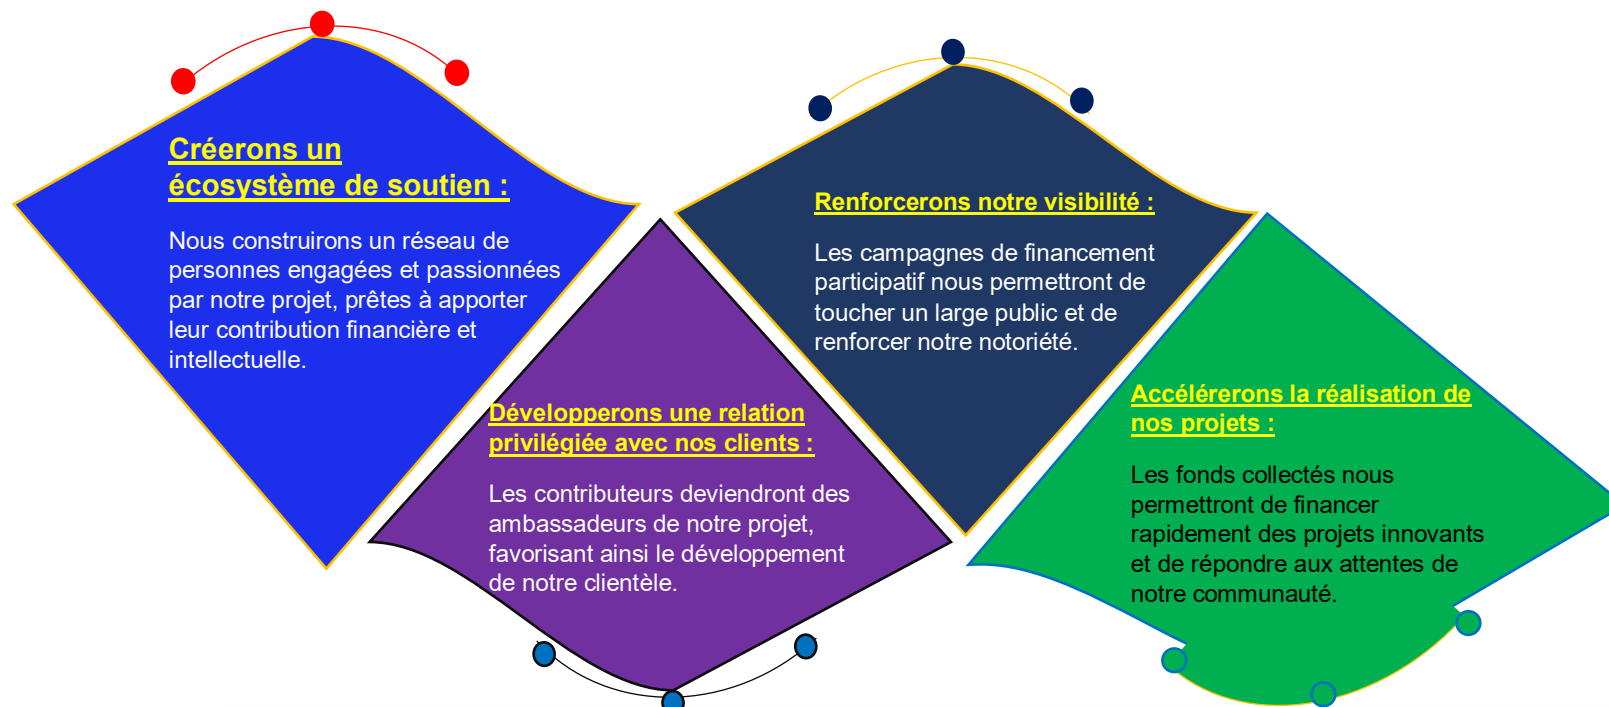 Créerons un
écosystème de soutien :
Nous construirons un réseau de
personnes engagées et passionnées
par notre projet, prêtes à apporter
leur contribution financière et
intellectuelle.
Développerons une relation
privilégiée avec nos clients :
Les contributeurs deviendront des
ambassadeurs de notre projet,
favorisant ainsi le développement
de notre clientèle.
Renforcerons notre visibilité :
Les campagnes de financement
participatif nous permettront de
toucher un large public et de
renforcer notre notoriété.
Accélérerons la réalisation de
nos projets :
Les fonds collectés nous
permettront de financer
rapidement des projets innovants
et de répondre aux attentes de
notre communauté.